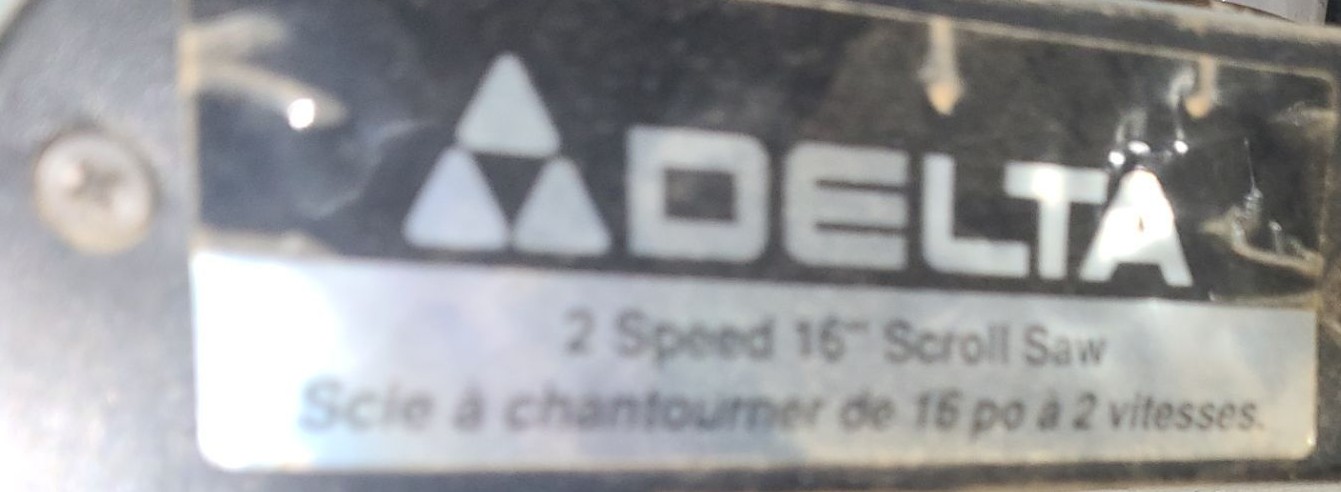 DELTA
2 Speed 16" Scroll Saw
Scie à chantourner de 16 po à 2 vitesses.